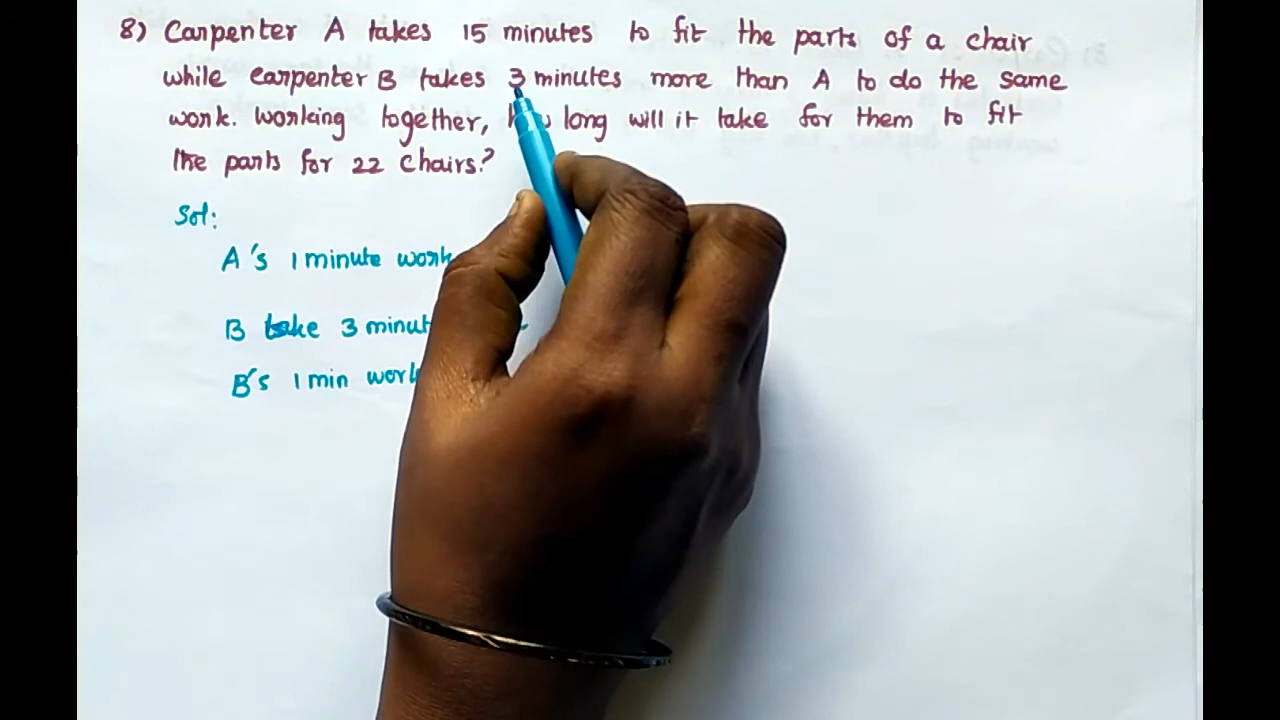 8) Carpenter A takes 15 minutes to fit the parts of a chair
while carpenter B takes 3 minutes more than A to do the same
work. Working together, long will it take for them to fit
the parts for 22 chairs?
Sol:
A's 1 minute work
B take 3 minut
B's 1 min work